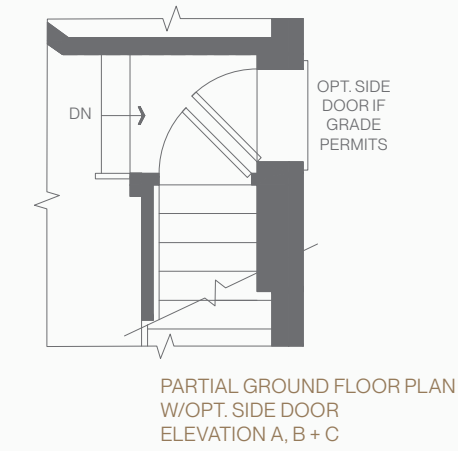 DN
OPT. SIDE
DOOR IF
GRADE
PERMITS
PARTIAL GROUND FLOOR PLAN
W/OPT. SIDE DOOR
ELEVATION A, B + C